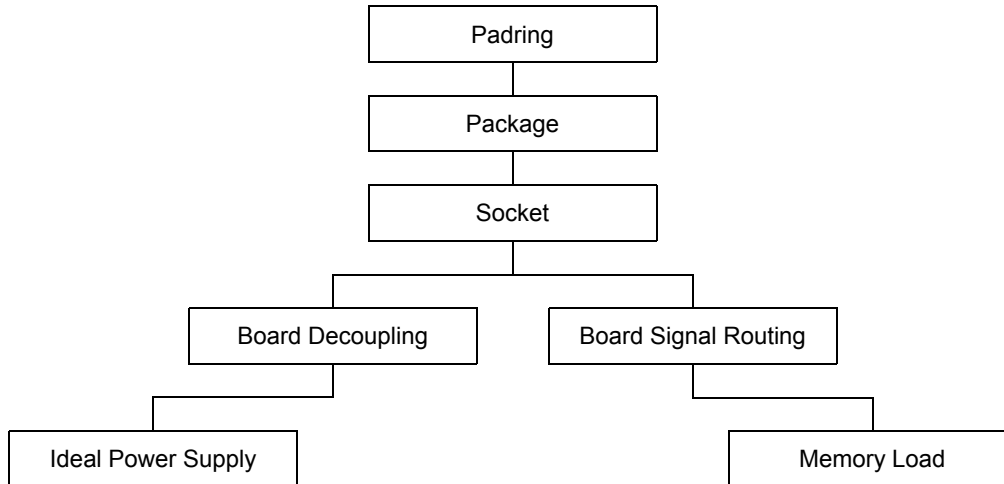 Padring
Package
Socket
Board Decoupling
Board Signal Routing
Ideal Power Supply
Memory Load